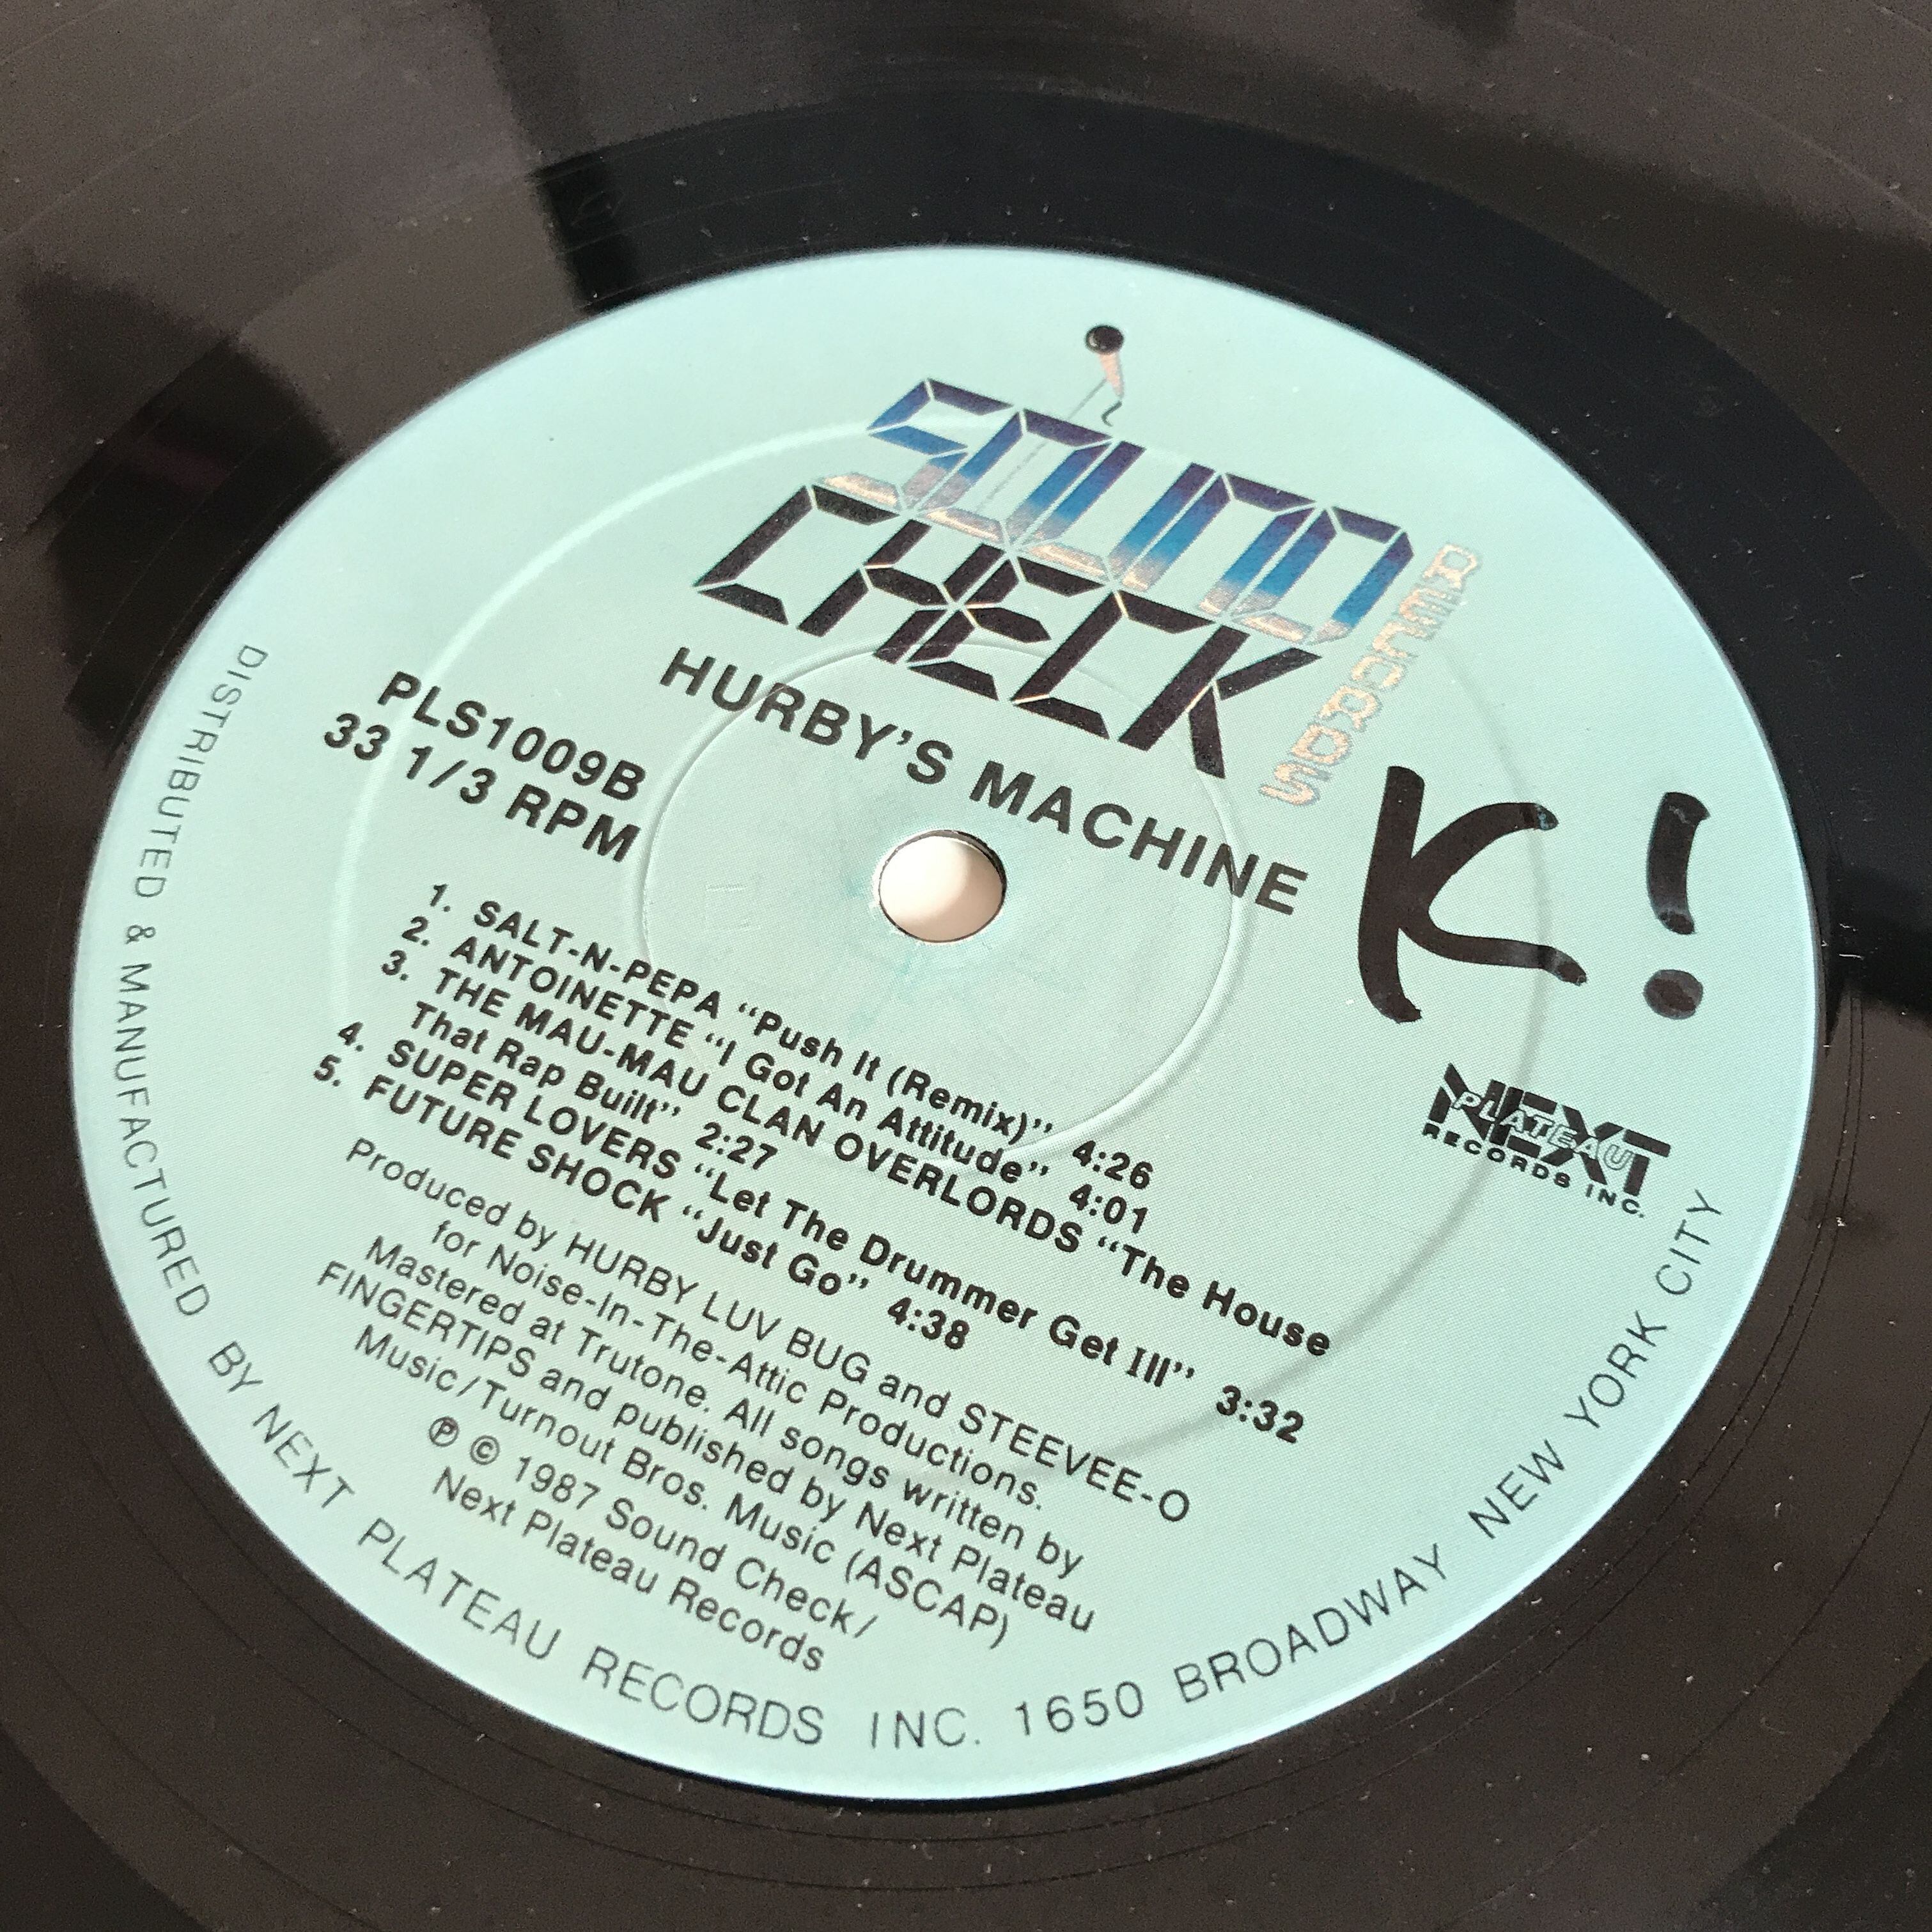 SOUND
CHECK
RECORDS
HURBY'S MACHINE
PLS1009B
33 1/3 RPM
K!
1. SALT-N-PEPA “Push It (Remix)” 4:26
2. ANTOINETTE “I Got An Attitude” 4:01
3. THE MAU-MAU CLAN OVERLORDS “The House
That Rap Built” 2:27
4. SUPER LOVERS “Let The Drummer Get Ill” 3:32
5. FUTURE SHOCK “Just Go” 4:38
Produced by HURBY LUV BUG and STEEVEE-O
for Noise-In-The-Attic Productions.
Mastered at Trutone. All songs written by
FINGERTIPS and published by Next Plateau
Music/Turnout Bros. Music (ASCAP)
℗ © 1987 Sound Check/
Next Plateau Records
NEXT
PLATEAU
RECORDS INC.
DISTRIBUTED & MANUFACTURED BY NEXT PLATEAU RECORDS INC. 1650 BROADWAY NEW YORK CITY